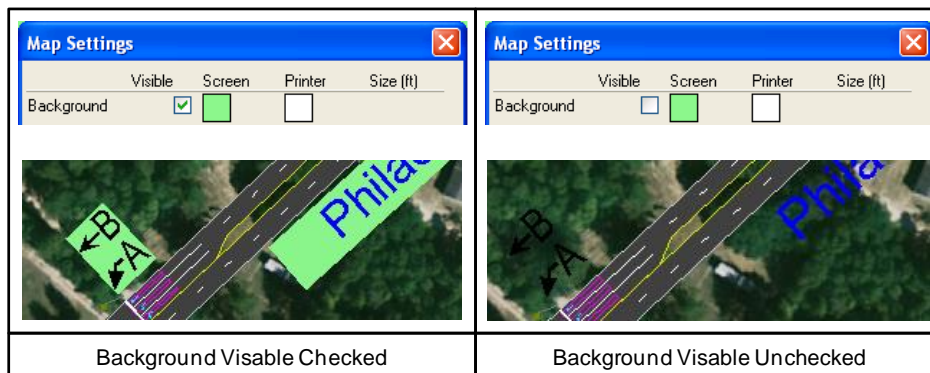 Map Settings
Visible Screen Printer Size (ft)
Background
B
A
Philad
Background Visable Checked
Map Settings
Visible Screen Printer Size (ft)
Background
B
A
Phila
Background Visable Unchecked